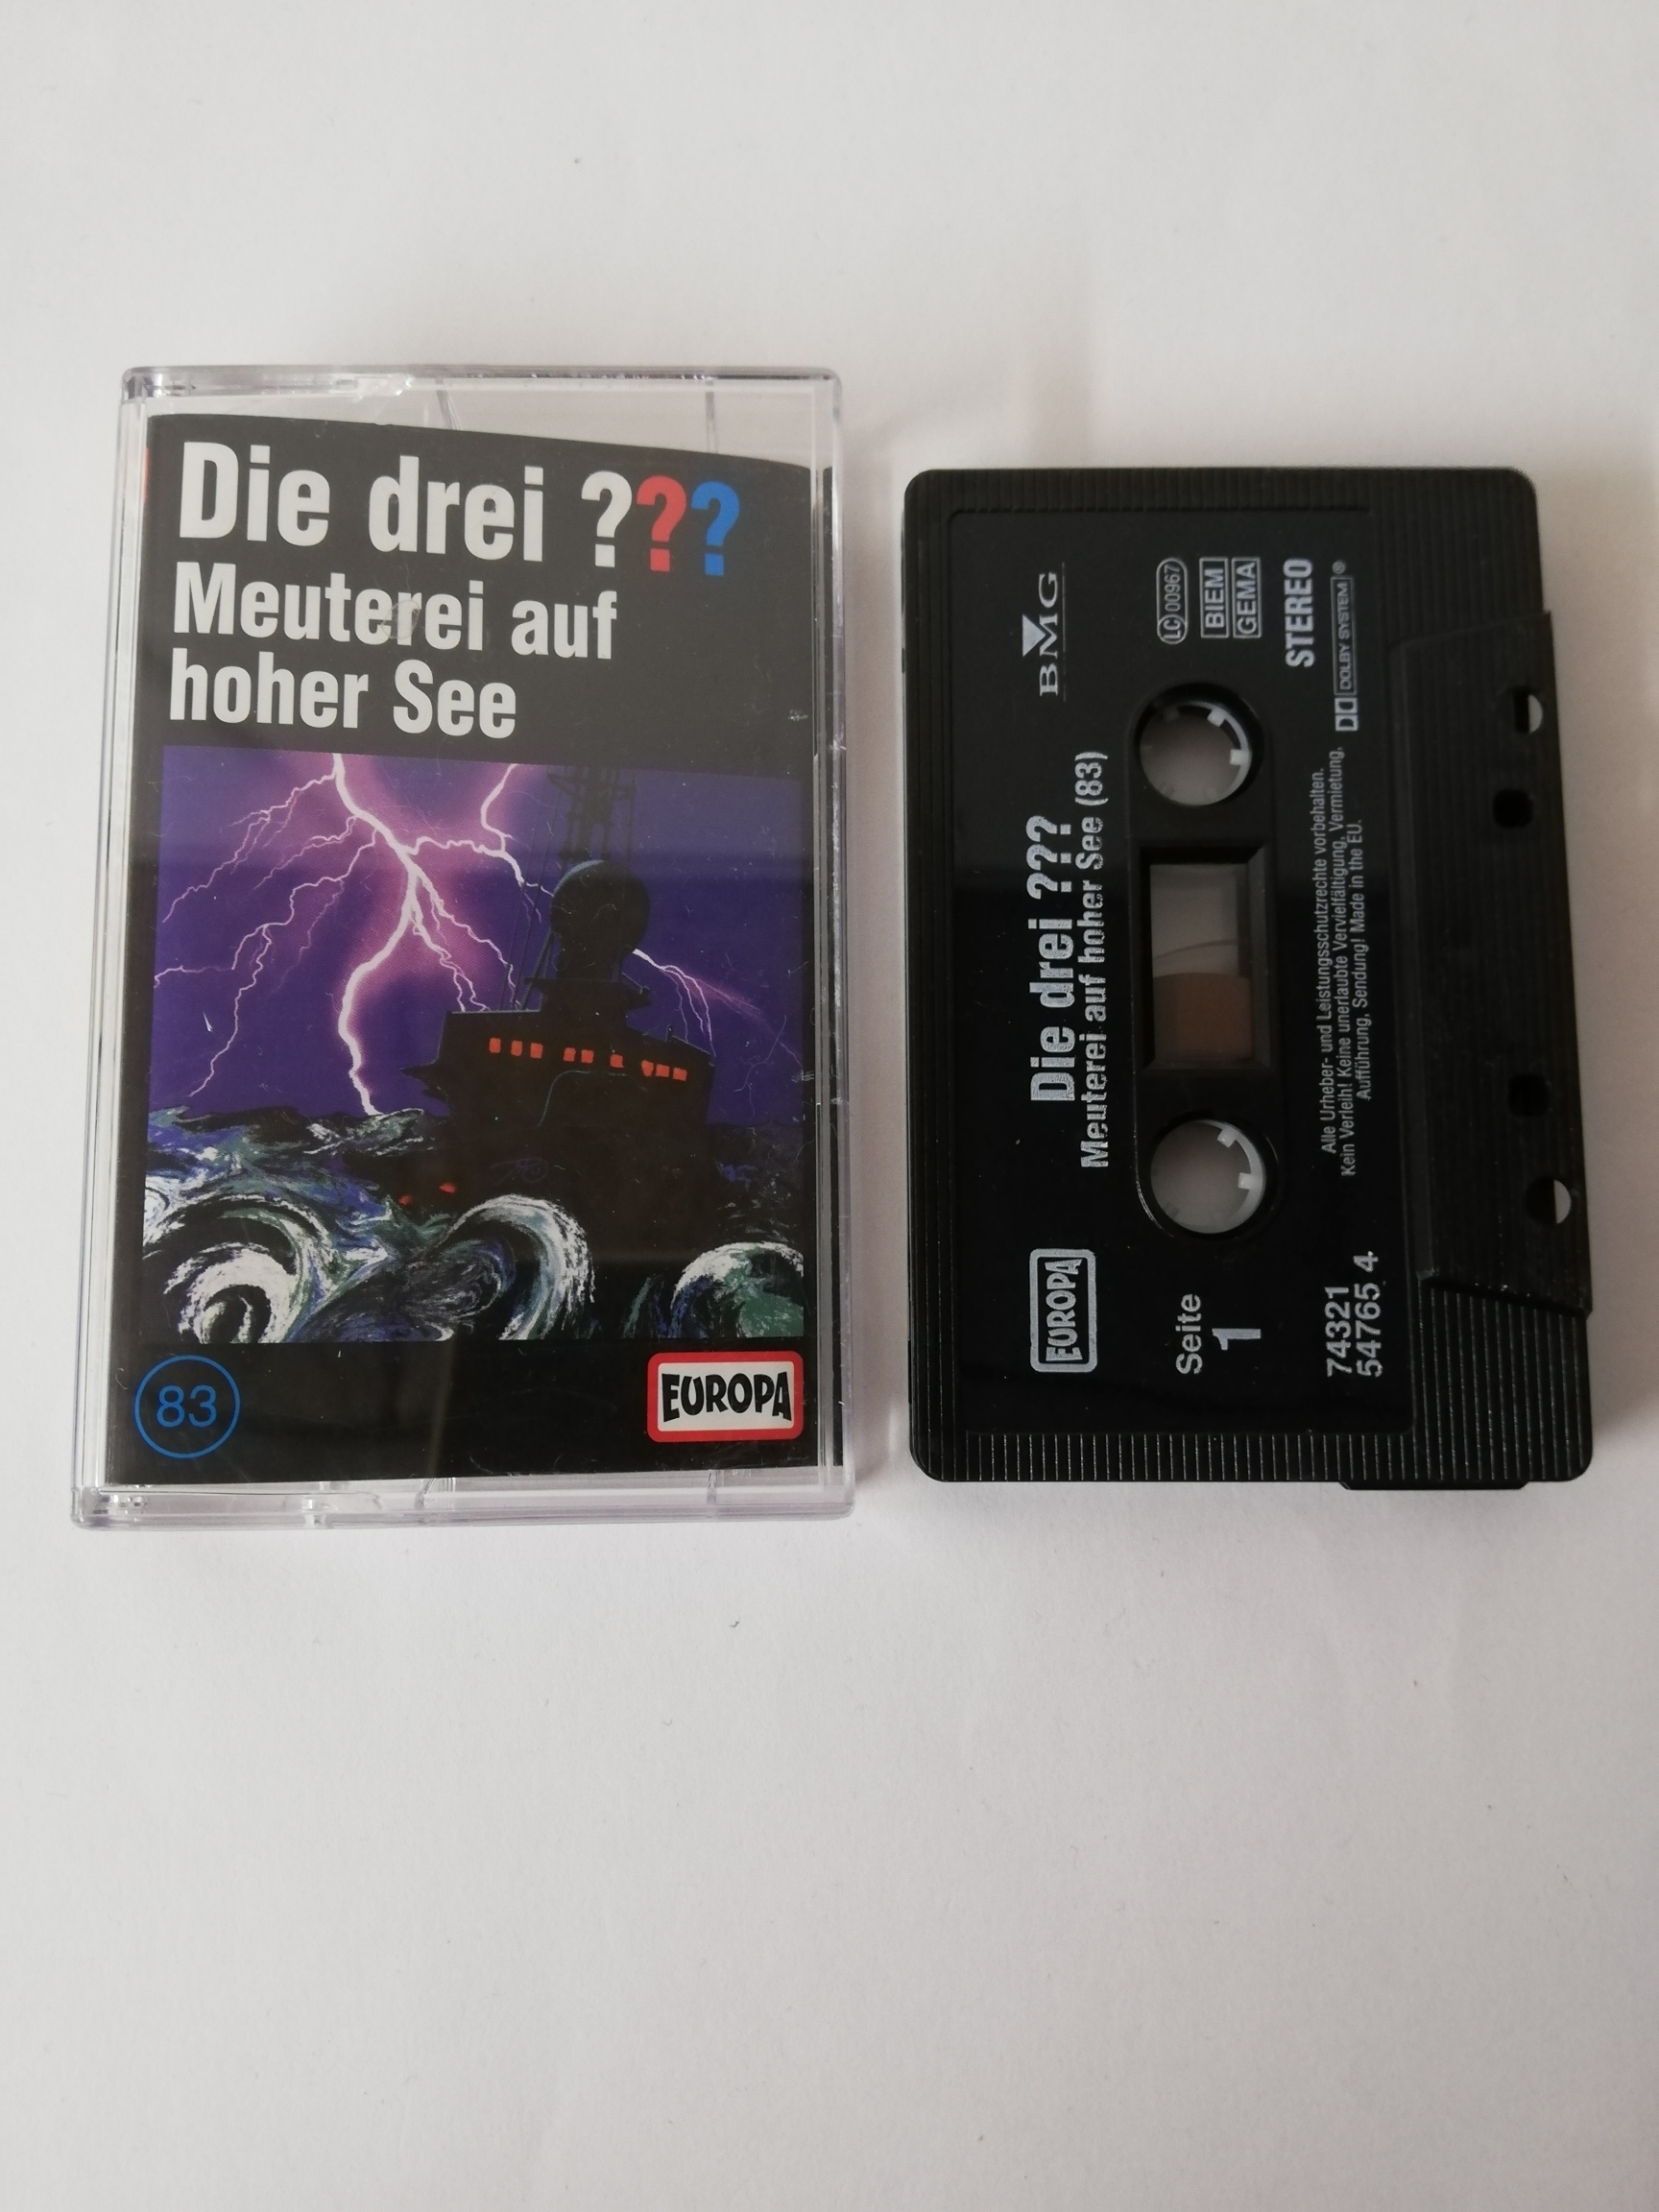 Die drei ???
Meuterei auf
hoher See
83
EUROPA
EUROPA
Die drei ???
Meuterei auf hoher See (83)
BMG
Seite
1
LC 00967
BIEM
GEMA
STEREO
DOLBY SYSTEM®
74321
54765 4
Alle Urheber- und Leistungsschutzrechte vorbehalten.
Kein Verleih! Keine unerlaubte Vervielfältigung, Vermietung,
Aufführung, Sendung! Made in the EU.